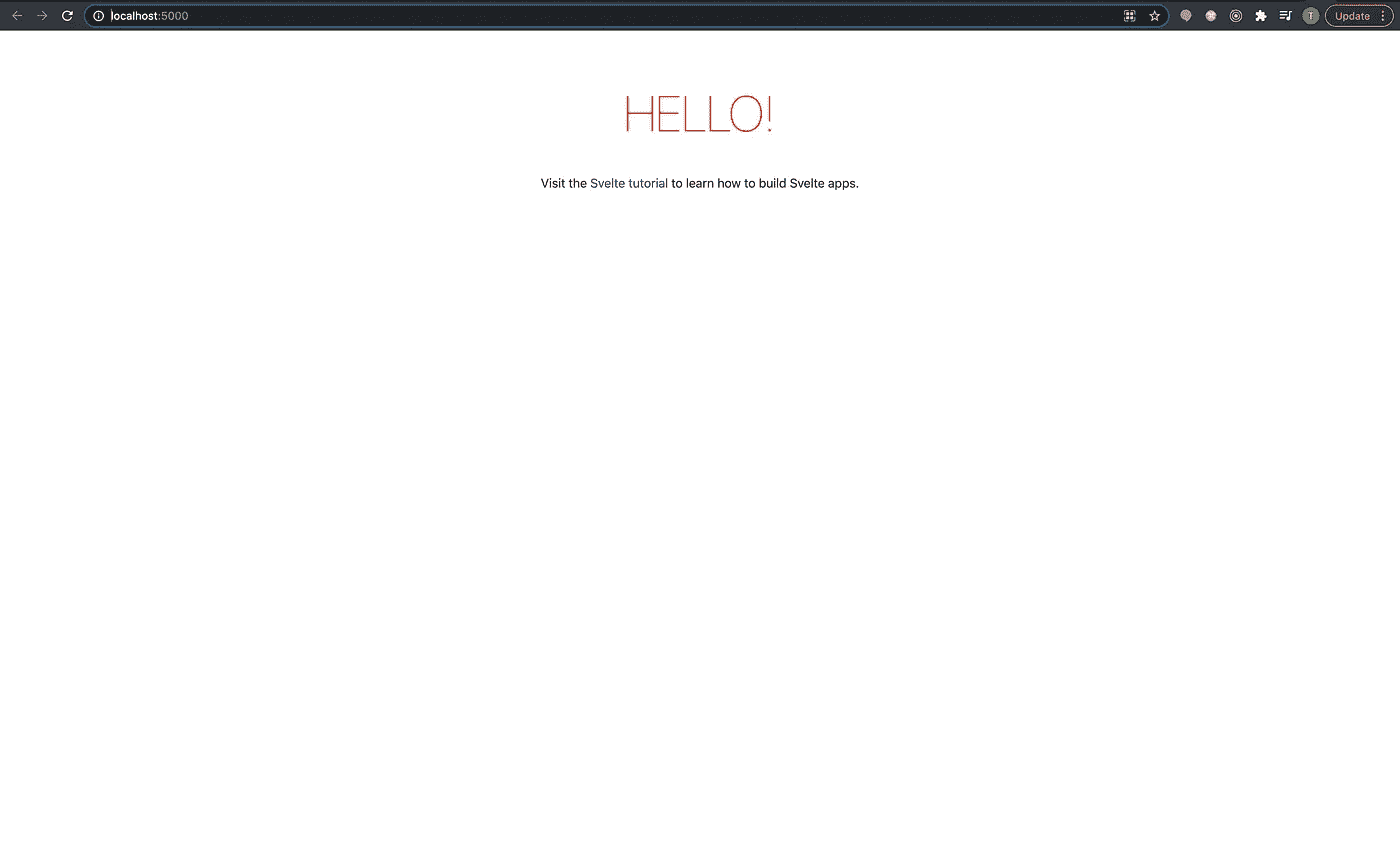 localhost:5000
T
Update
HELLO!
Visit the Svelte tutorial to learn how to build Svelte apps.